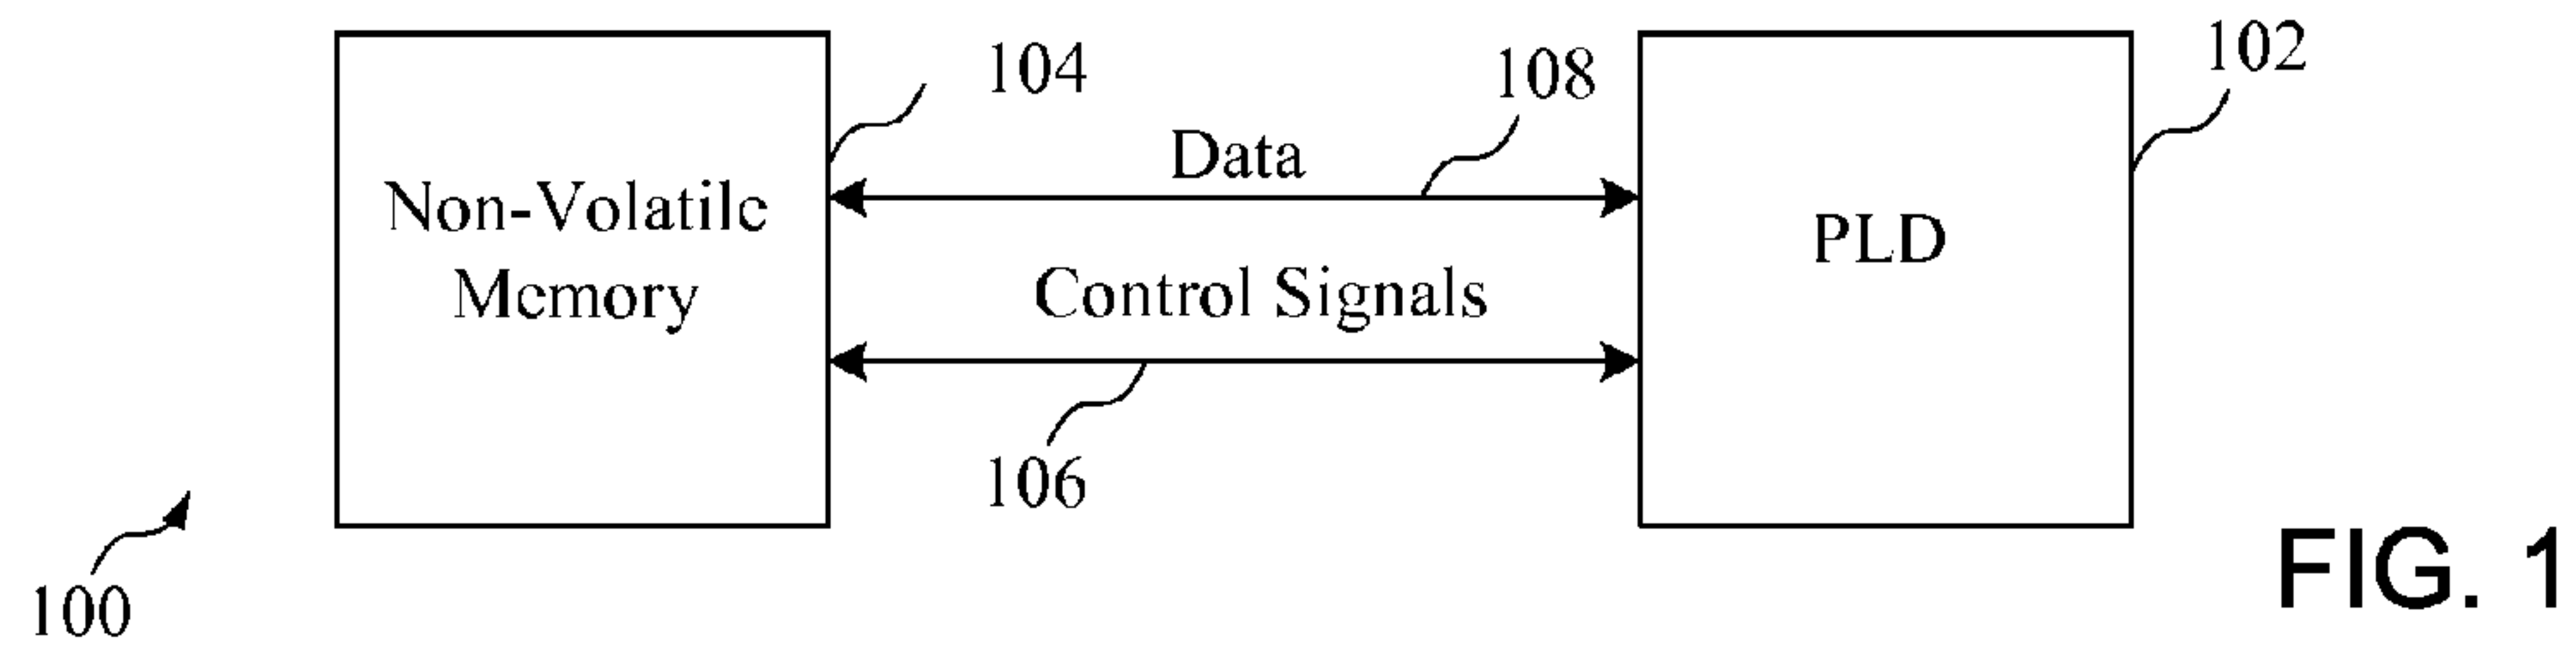 104
108
102
Data
Non-Volatile
Memory
PLD
Control Signals
106
100
FIG. 1